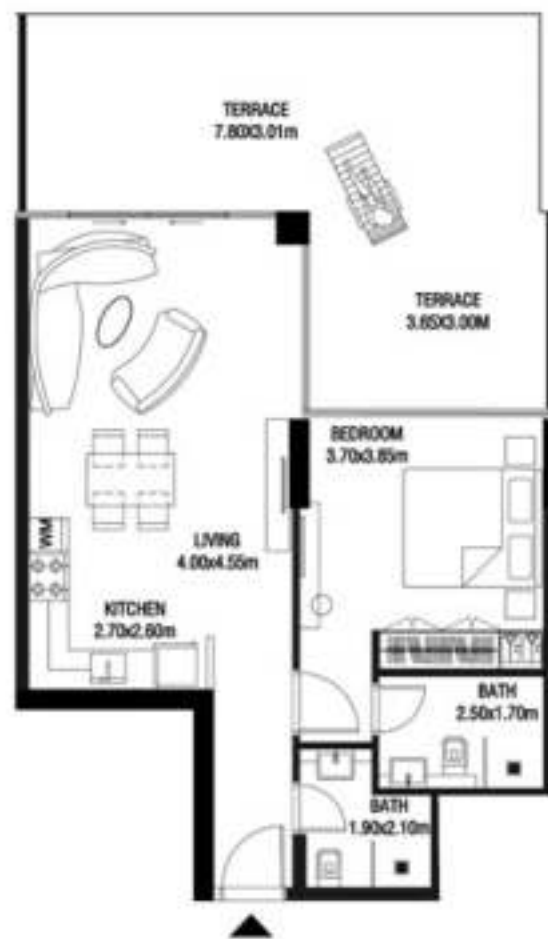 TERRACE
7.80X3.01m
TERRACE
3.65X3.00M
BEDROOM
3.70x3.85m
WM
LIVING
4.00x4.55m
KITCHEN
2.70x2.60m
BATH
2.50x1.70m
BATH
1.90x2.10m